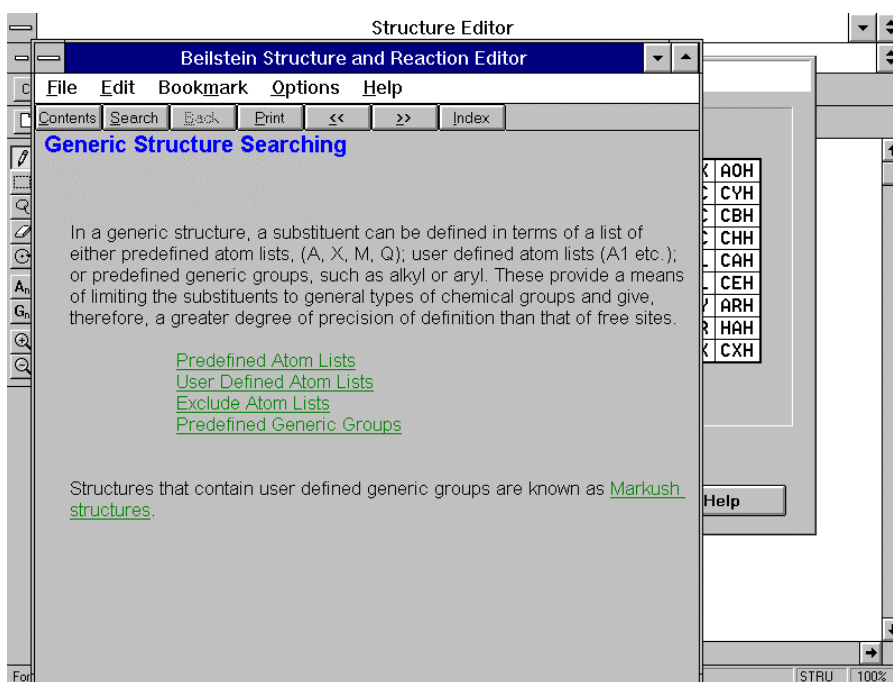 Structure Editor
Beilstein Structure and Reaction Editor
File Edit Bookmark Options Help
Contents Search Back Print << >> Index
Generic Structure Searching
In a generic structure, a substituent can be defined in terms of a list of
either predefined atom lists, (A, X, M, Q); user defined atom lists (A1 etc.);
or predefined generic groups, such as alkyl or aryl. These provide a means
of limiting the substituents to general types of chemical groups and give,
therefore, a greater degree of precision of definition than that of free sites.
Predefined Atom Lists
User Defined Atom Lists
Exclude Atom Lists
Predefined Generic Groups
Structures that contain user defined generic groups are known as Markush
structures.
An
Gn
AOH
CYH
CBH
CHH
CAH
CEH
ARH
HAH
CXH
Help
For
STRU 100%